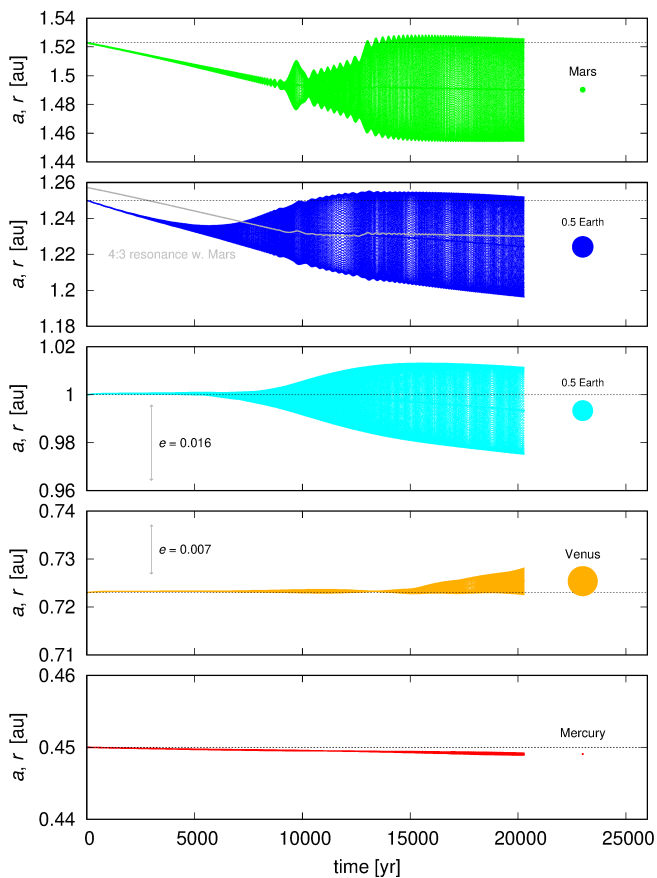 1.54
1.52
1.5
1.48
1.46
1.44
a, r [au]
Mars
1.26
1.24
1.22
1.2
1.18
a, r [au]
0.5 Earth
4:3 resonance w. Mars
1.02
1
0.98
0.96
a, r [au]
0.5 Earth
e = 0.016
0.74
0.73
0.72
0.71
a, r [au]
e = 0.007
Venus
0.46
0.45
0.44
a, r [au]
Mercury
0 5000 10000 15000 20000 25000
time [yr]